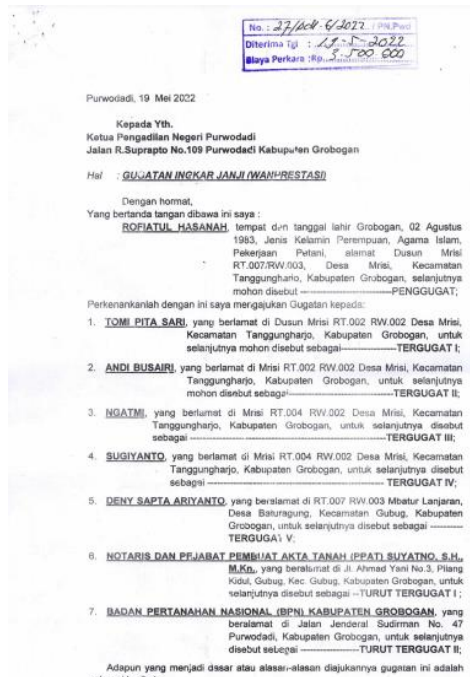 No. : 27/Pdt.G/2022 / PN.Pwd
Diterima Tgl : 19-5-2022
Biaya Perkara :Rp. 3.500.000
Purwodadi, 19 Mei 2022
Kepada Yth.
Ketua Pengadilan Negeri Purwodadi
Jalan R.Suprapto No.109 Purwodadi Kabupaten Grobogan
Hal : GUGATAN INGKAR JANJI (WANPRESTASI)
Dengan hormat,
Yang bertanda tangan dibawa ini saya :
ROFIATUL HASANAH, tempat dan tanggal lahir Grobogan, 02 Agustus
1983, Jenis Kelamin Perempuan, Agama Islam,
Pekerjaan Petani, alamat Dusun Mrisi
RT.007/RW.003, Desa Mrisi, Kecamatan
Tanggungharjo, Kabupaten Grobogan, selanjutnya
mohon disebut ------------------------PENGGUGAT;
Perkenankanlah dengan ini saya mengajukan Gugatan kepada:
1. TOMI PITA SARI, yang berlamat di Dusun Mrisi RT.002 RW.002 Desa Mrisi,
Kecamatan Tanggungharjo, Kabupaten Grobogan, untuk
selanjutnya mohon disebut sebagai--------------TERGUGAT I;
2. ANDI BUSAIRI, yang berlamat di Mrisi RT.002 RW.002 Desa Mrisi, Kecamatan
Tanggungharjo, Kabupaten Grobogan, untuk selanjutnya
mohon disebut sebagai----------------------------TERGUGAT II;
3. NGATMI, yang berlamat di Mrisi RT.004 RW.002 Desa Mrisi, Kecamatan
Tanggungharjo, Kabupaten Grobogan, untuk selanjutnya disebut
sebagai ------------------------------------------TERGUGAT III;
4. SUGIYANTO, yang berlamat di Mrisi RT.004 RW.002 Desa Mrisi, Kecamatan
Tanggungharjo, Kabupaten Grobogan, untuk selanjutnya disebut
sebagai ---------------------------------------- TERGUGAT IV;
5. DENY SAPTA ARIYANTO, yang beralamat di RT.007 RW.003 Mbatur Lanjaran,
Desa Baturagung, Kecamatan Gubug, Kabupaten
Grobogan, untuk selanjutnya disebut sebagai ----------
TERGUGAT V;
6. NOTARIS DAN PEJABAT PEMBUAT AKTA TANAH (PPAT) SUYATNO, S.H.,
M.Kn., yang beralamat di Jl. Ahmad Yani No.3, Pilang
Kidul, Gubug, Kec. Gubug, Kabupaten Grobogan, untuk
selanjutnya disebut sebagai --TURUT TERGUGAT I ;
7. BADAN PERTANAHAN NASIONAL (BPN) KABUPATEN GROBOGAN, yang
beralamat di Jalan Jenderal Sudirman No. 47
Purwodadi, Kabupaten Grobogan, untuk selanjutnya
disebut sebagai ----------------TURUT TERGUGAT II;
Adapun yang menjadi dasar atau alasan-alasan diajukannya gugatan ini adalah